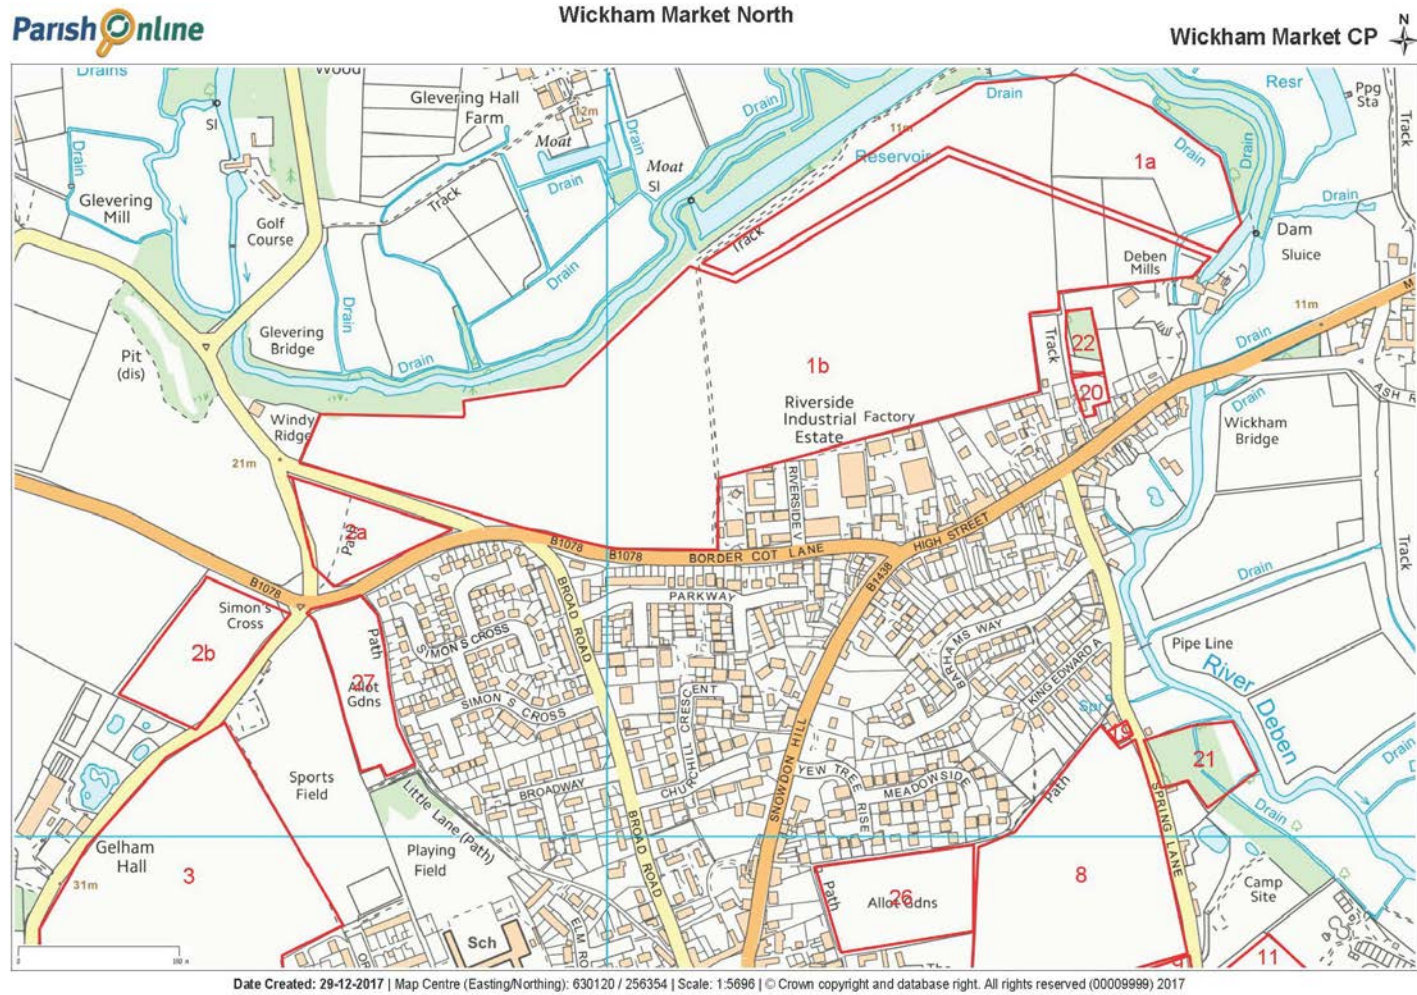 Parish Online
Wickham Market North
Wickham Market CP
N
Drains
Wood
Glevering Hall
Farm
12m
Moat
Moat
Sl
Sl
Drain
Drain
Drain
Drain
Drain
11m
Reservoir
1a
Drain
Drain
Resr
Ppg
Sta
Track
Glevering
Mill
Golf
Course
Track
Drain
Track
Deben
Mills
Drain
Dam
Sluice
Pit
(dis)
Glevering
Bridge
Drain
Drain
Drain
11m
Drain
M
22
20
Track
1b
Riverside
Industrial
Estate
Factory
ASH R
Drain
Wickham
Bridge
Windy
Ridge
21m
RIVERSIDE V
Path
2a
B1078
B1078
B1078
BORDER COT LANE
HIGH STREET
B1438
Track
Drain
B1078
Simon's
Cross
2b
Path
27
Allot
Gdns
SIMON S CROSS
SIMON S CROSS
BROAD ROAD
PARKWAY
BARHAMS WAY
KING EDWARD A
Pipe Line
River Deben
CHURCHILL CRESCENT
SNOWDON HILL
Spr
19
21
Drain
D
Sports
Field
BROADWAY
YEW TREE RISE
MEADOWSIDE
Path
SPRING LANE
Drain
Little Lane (Path)
BROAD ROAD
Gelham
Hall
3
31m
Playing
Field
Path
26
Allot Gdns
8
Camp
Site
Sch
ELM RO
OR
Th
9
11
0
180 m
Date Created: 29-12-2017 | Map Centre (Easting/Northing): 630120 / 256354 | Scale: 1:5696 | © Crown copyright and database right. All rights reserved (00009999) 2017